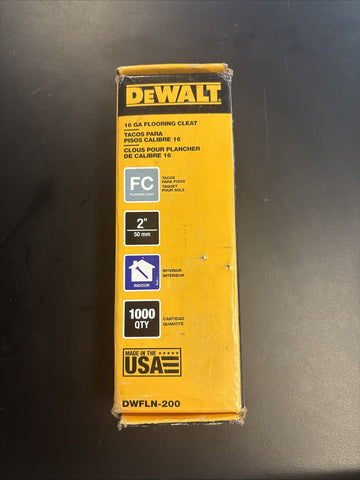 DEWALT
16 GA FLOORING CLEAT
TACOS PARA
PISOS CALIBRE 16
CLOUS POUR PLANCHER
DE CALIBRE 16
FC
FLOORING CLEAT
TACOS
PARA PISOS
TAQUET
POUR SOLS
2"
50 mm
INDOOR
INTERIOR
INTÉRIEUR
1000
QTY
CANTIDAD
QUANTITÉ
MADE IN THE
USA
DWFLN-200